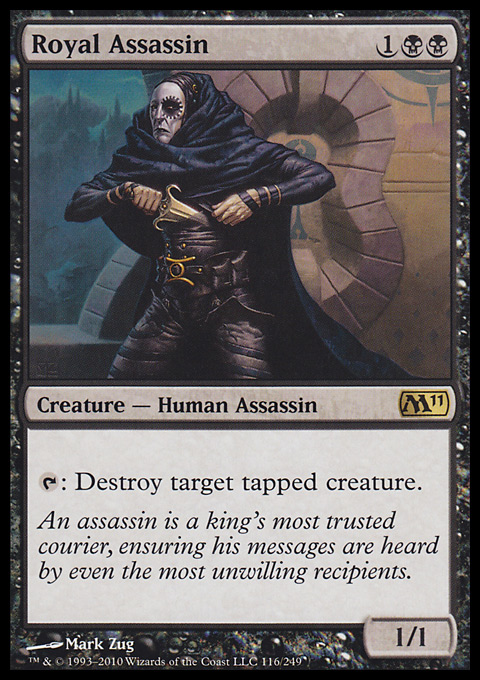 Royal Assassin 1
Creature — Human Assassin M11
: Destroy target tapped creature.
An assassin is a king's most trusted
courier, ensuring his messages are heard
by even the most unwilling recipients.
Mark Zug
1/1
™ & © 1993–2010 Wizards of the Coast LLC 116/249